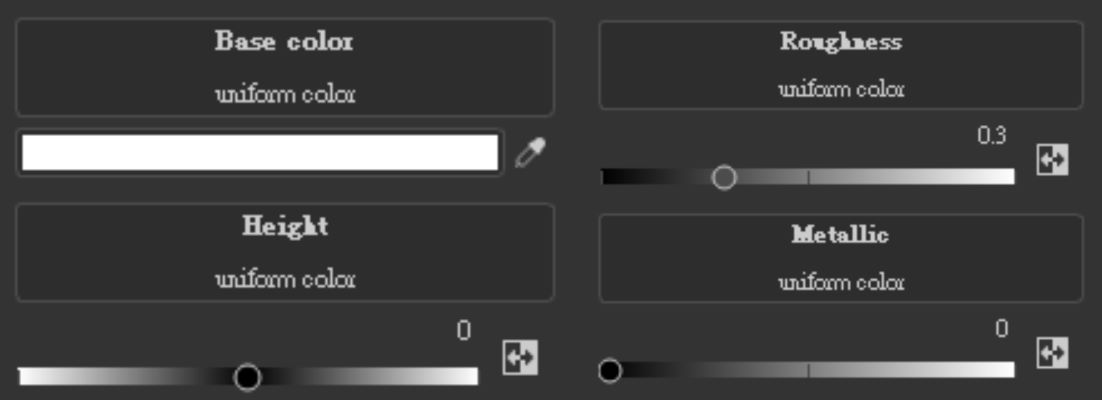 Base color
uniform color
Height
uniform color
0
Roughness
uniform color
0.3
Metallic
uniform color
0